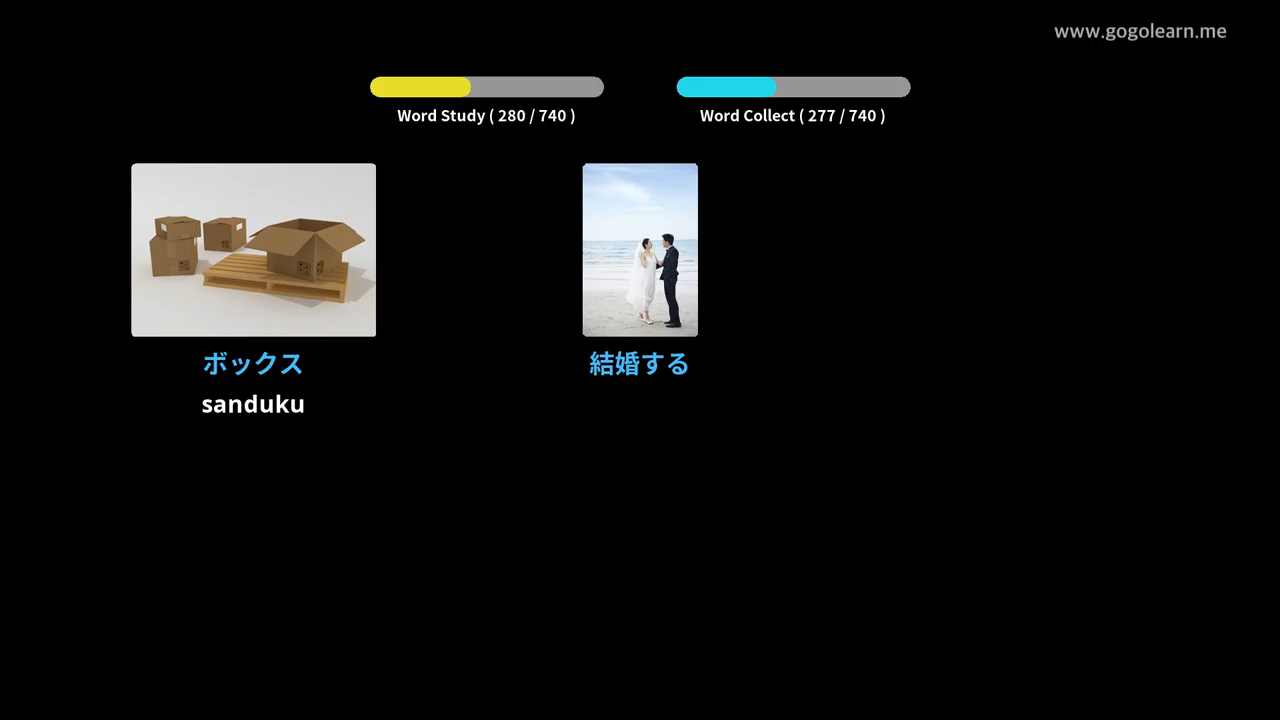 www.gogolearn.me
Word Study ( 280 / 740 )
Word Collect ( 277 / 740 )
ボックス
sanduku
結婚する